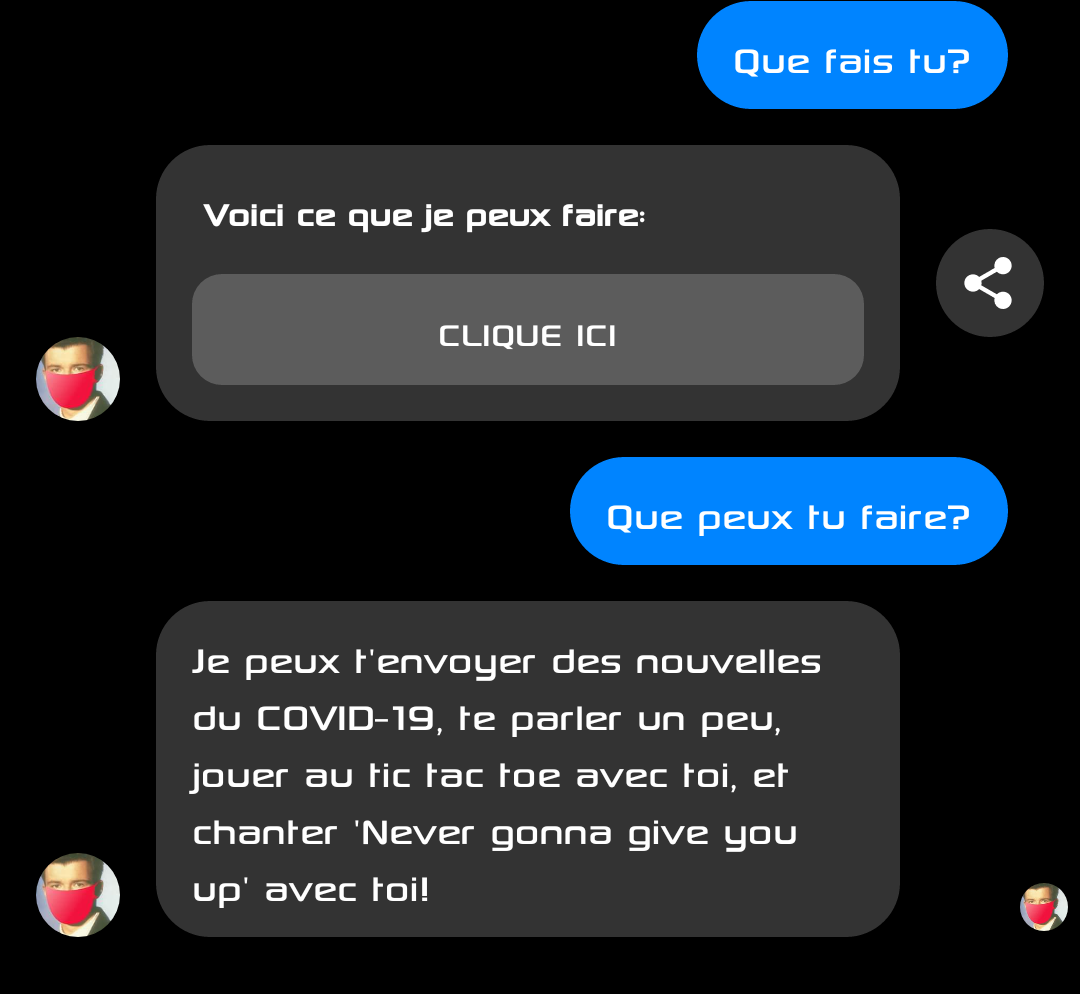 Que fais tu?
Voici ce que je peux faire:
CLIQUE ICI
Que peux tu faire?
Je peux t'envoyer des nouvelles
du COVID-19, te parler un peu,
jouer au tic tac toe avec toi, et
chanter 'Never gonna give you
up' avec toi!